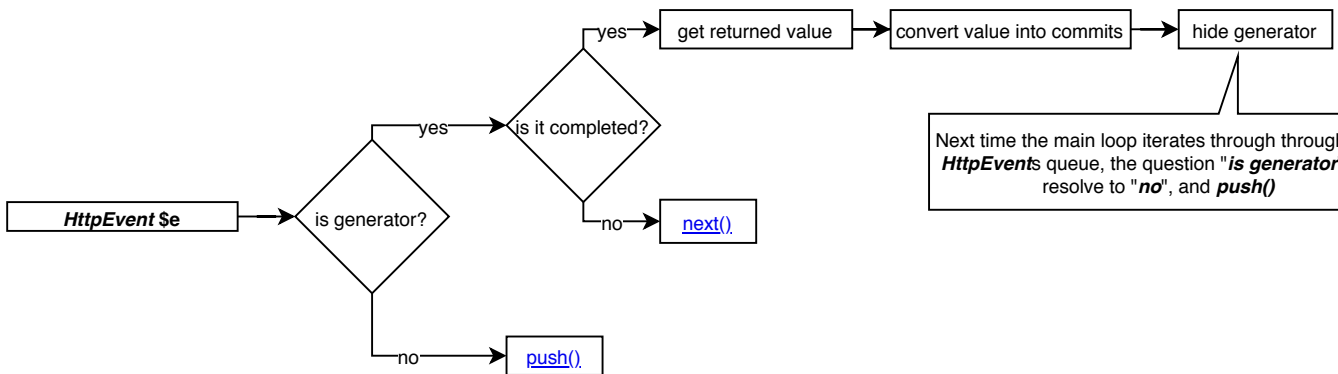 yes
get returned value
convert value into commits
hide generator
yes
is it completed?
Next time the main loop iterates through through
HttpEvents queue, the question "is generator
resolve to "no", and push()
HttpEvent $e
is generator?
no
next()
no
push()